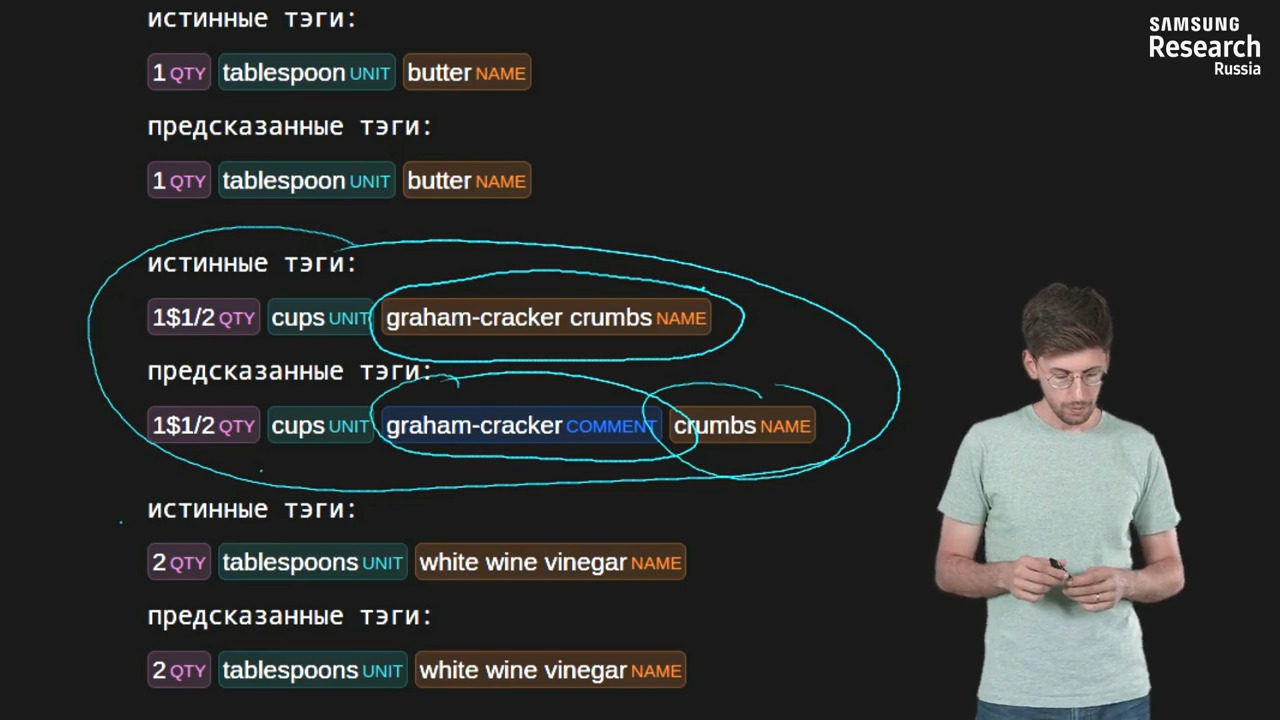 SAMSUNG
Research
Russia
истинные тэги:
1 QTY tablespoon UNIT butter NAME
предсказанные тэги:
1 QTY tablespoon UNIT butter NAME
истинные тэги:
1$1/2 QTY cups UNIT graham-cracker crumbs NAME
предсказанные тэги:
1$1/2 QTY cups UNIT graham-cracker COMMENT crumbs NAME
истинные тэги:
2 QTY tablespoons UNIT white wine vinegar NAME
предсказанные тэги:
2 QTY tablespoons UNIT white wine vinegar NAME